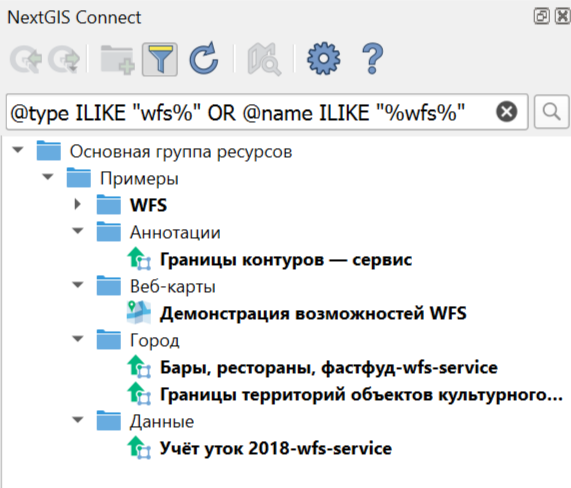 NextGIS Connect
@type ILIKE "wfs%" OR @name ILIKE "%wfs%"
Основная группа ресурсов
Примеры
WFS
Аннотации
Границы контуров — сервис
Веб-карты
Демонстрация возможностей WFS
Город
Бары, рестораны, фастфуд-wfs-service
Границы территорий объектов культурного...
Данные
Учёт уток 2018-wfs-service